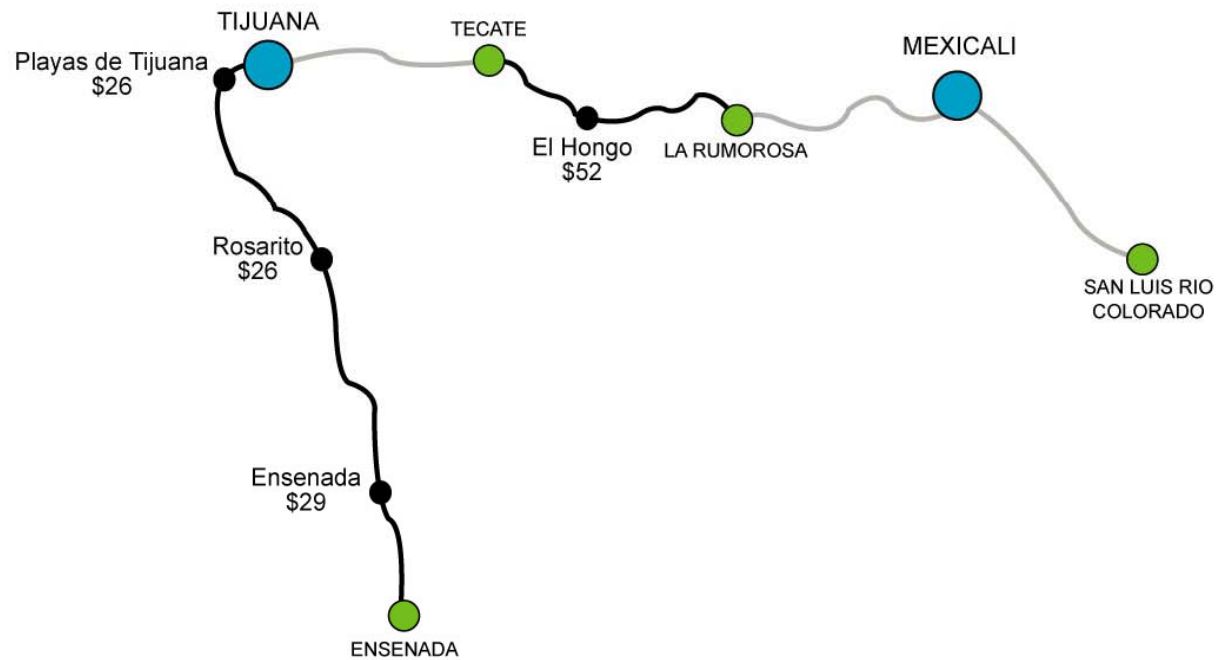 TIJUANA
TECATE
MEXICALI
Playas de Tijuana
$26
El Hongo
$52
LA RUMOROSA
Rosarito
$26
SAN LUIS RIO
COLORADO
Ensenada
$29
ENSENADA